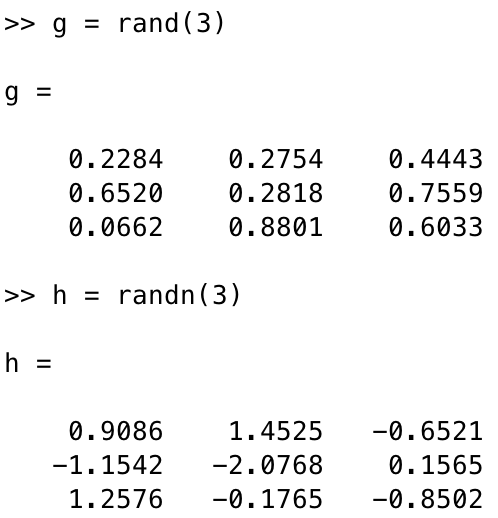 >> g = rand(3)
g =
0.2284 0.2754 0.4443
0.6520 0.2818 0.7559
0.0662 0.8801 0.6033
>> h = randn(3)
h =
0.9086 1.4525 -0.6521
-1.1542 -2.0768 0.1565
1.2576 -0.1765 -0.8502